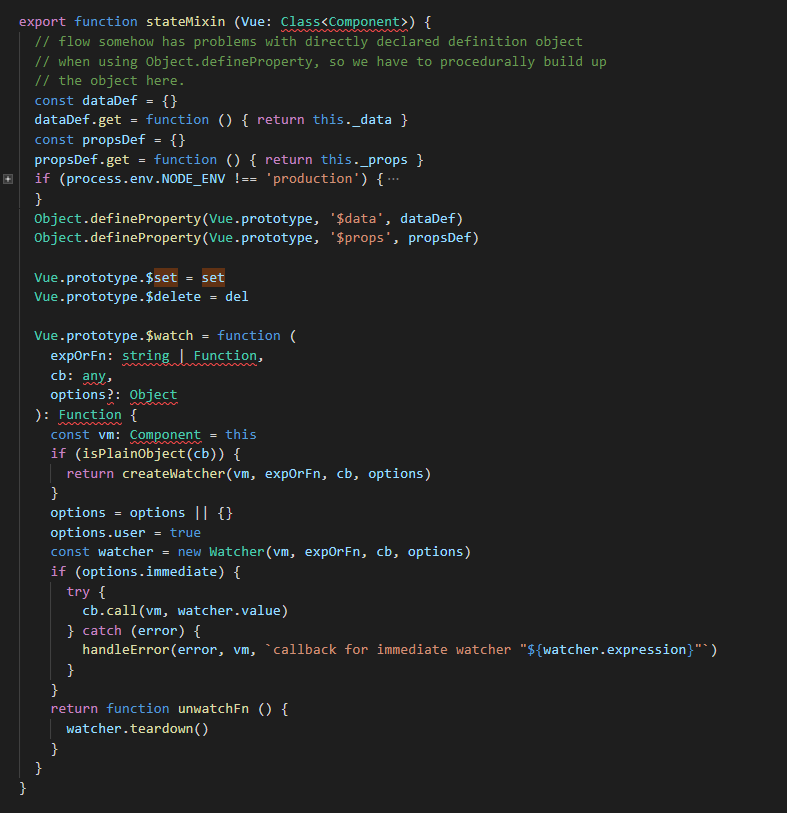 export function stateMixin (Vue: Class<Component>) {
  // flow somehow has problems with directly declared definition object
  // when using Object.defineProperty, so we have to procedurally build up
  // the object here.
  const dataDef = {}
  dataDef.get = function () { return this._data }
  const propsDef = {}
  propsDef.get = function () { return this._props }
  if (process.env.NODE_ENV !== 'production') {⋯
  }
  Object.defineProperty(Vue.prototype, '$data', dataDef)
  Object.defineProperty(Vue.prototype, '$props', propsDef)

  Vue.prototype.$set = set
  Vue.prototype.$delete = del

  Vue.prototype.$watch = function (
    expOrFn: string | Function,
    cb: any,
    options?: Object
  ): Function {
    const vm: Component = this
    if (isPlainObject(cb)) {
      return createWatcher(vm, expOrFn, cb, options)
    }
    options = options || {}
    options.user = true
    const watcher = new Watcher(vm, expOrFn, cb, options)
    if (options.immediate) {
      try {
        cb.call(vm, watcher.value)
      } catch (error) {
        handleError(error, vm, `callback for immediate watcher "${watcher.expression}"`)
      }
    }
    return function unwatchFn () {
      watcher.teardown()
    }
  }
}